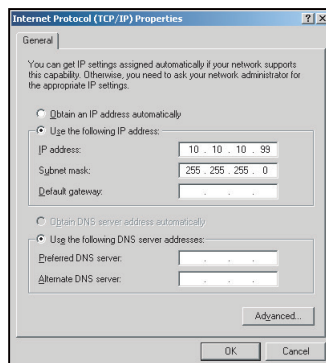 Internet Protocol (TCP/IP) Properties
General
You can get IP settings assigned automatically if your network supports
this capability. Otherwise, you need to ask your network administrator for
the appropriate IP settings.
Obtain an IP address automatically
Use the following IP address:
IP address: 10 . 10 . 10 . 99
Subnet mask: 255 . 255 . 255 . 0
Default gateway: . . .
Obtain DNS server address automatically
Use the following DNS server addresses:
Preferred DNS server: . . .
Alternate DNS server: . . .
Advanced...
OK Cancel